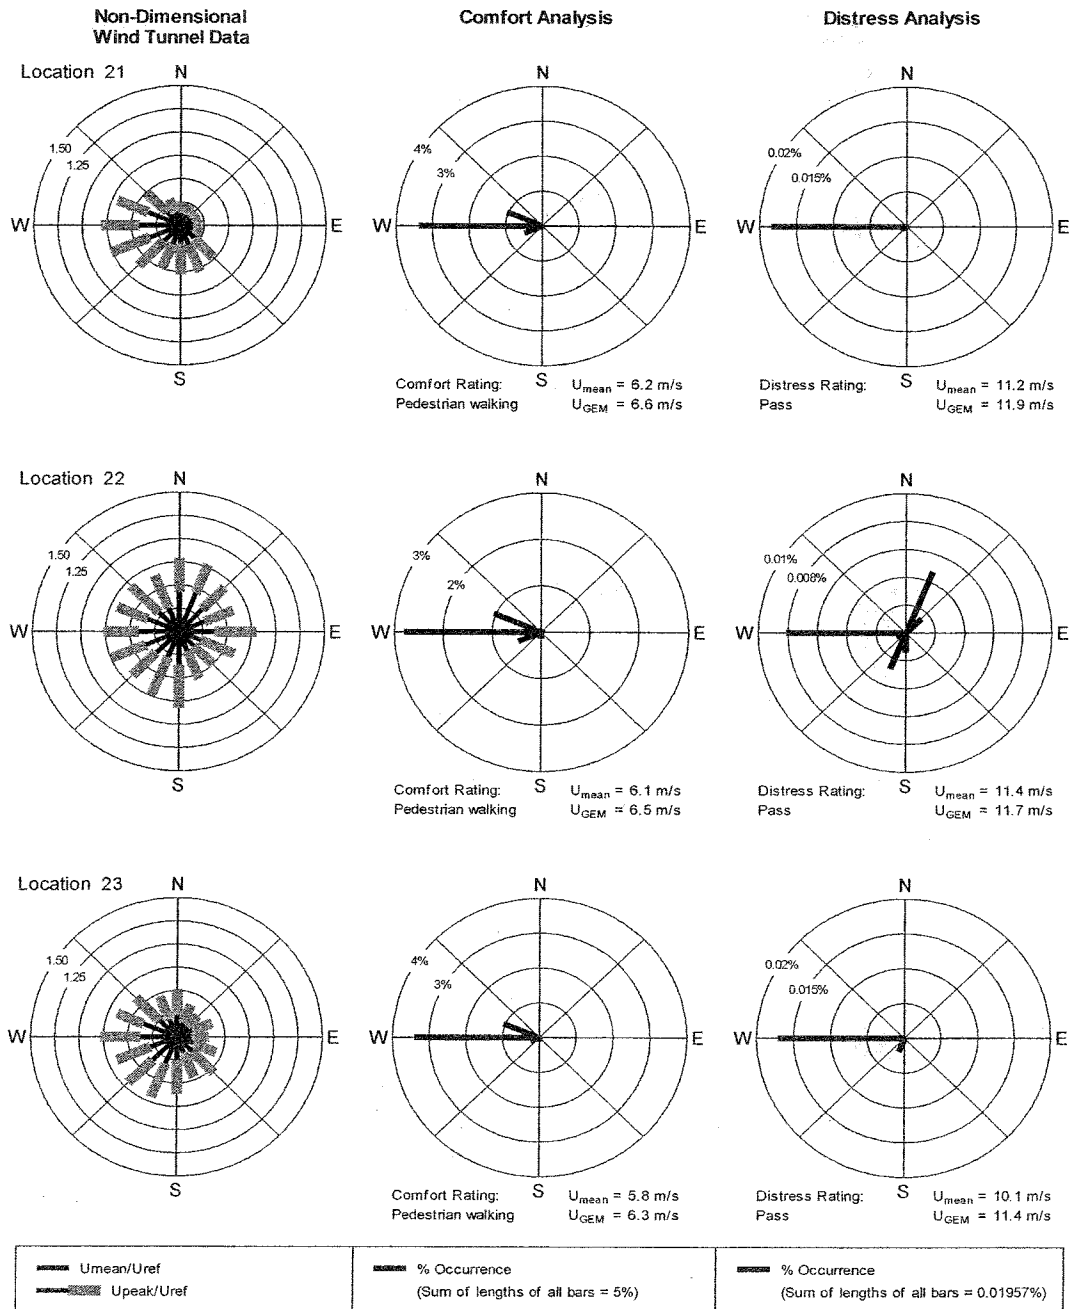 Non-Dimensional
Wind Tunnel Data
Comfort Analysis
Distress Analysis
Location 21
N
1.50
1.25
W
E
S
N
4%
3%
W
E
S
Comfort Rating:
Pedestrian walking
Umean = 6.2 m/s
UGEM = 6.6 m/s
N
0.02%
0.015%
W
E
S
Distress Rating:
Pass
Umean = 11.2 m/s
UGEM = 11.9 m/s
Location 22
N
1.50
1.25
W
E
S
N
3%
2%
W
E
S
Comfort Rating:
Pedestrian walking
Umean = 6.1 m/s
UGEM = 6.5 m/s
N
0.01%
0.008%
W
E
S
Distress Rating:
Pass
Umean = 11.4 m/s
UGEM = 11.7 m/s
Location 23
N
1.50
1.25
W
E
S
N
4%
3%
W
E
S
Comfort Rating:
Pedestrian walking
Umean = 5.8 m/s
UGEM = 6.3 m/s
N
0.02%
0.015%
W
E
S
Distress Rating:
Pass
Umean = 10.1 m/s
UGEM = 11.4 m/s
Umean/Uref
Upeak/Uref
% Occurrence
(Sum of lengths of all bars = 5%)
% Occurrence
(Sum of lengths of all bars = 0.01957%)